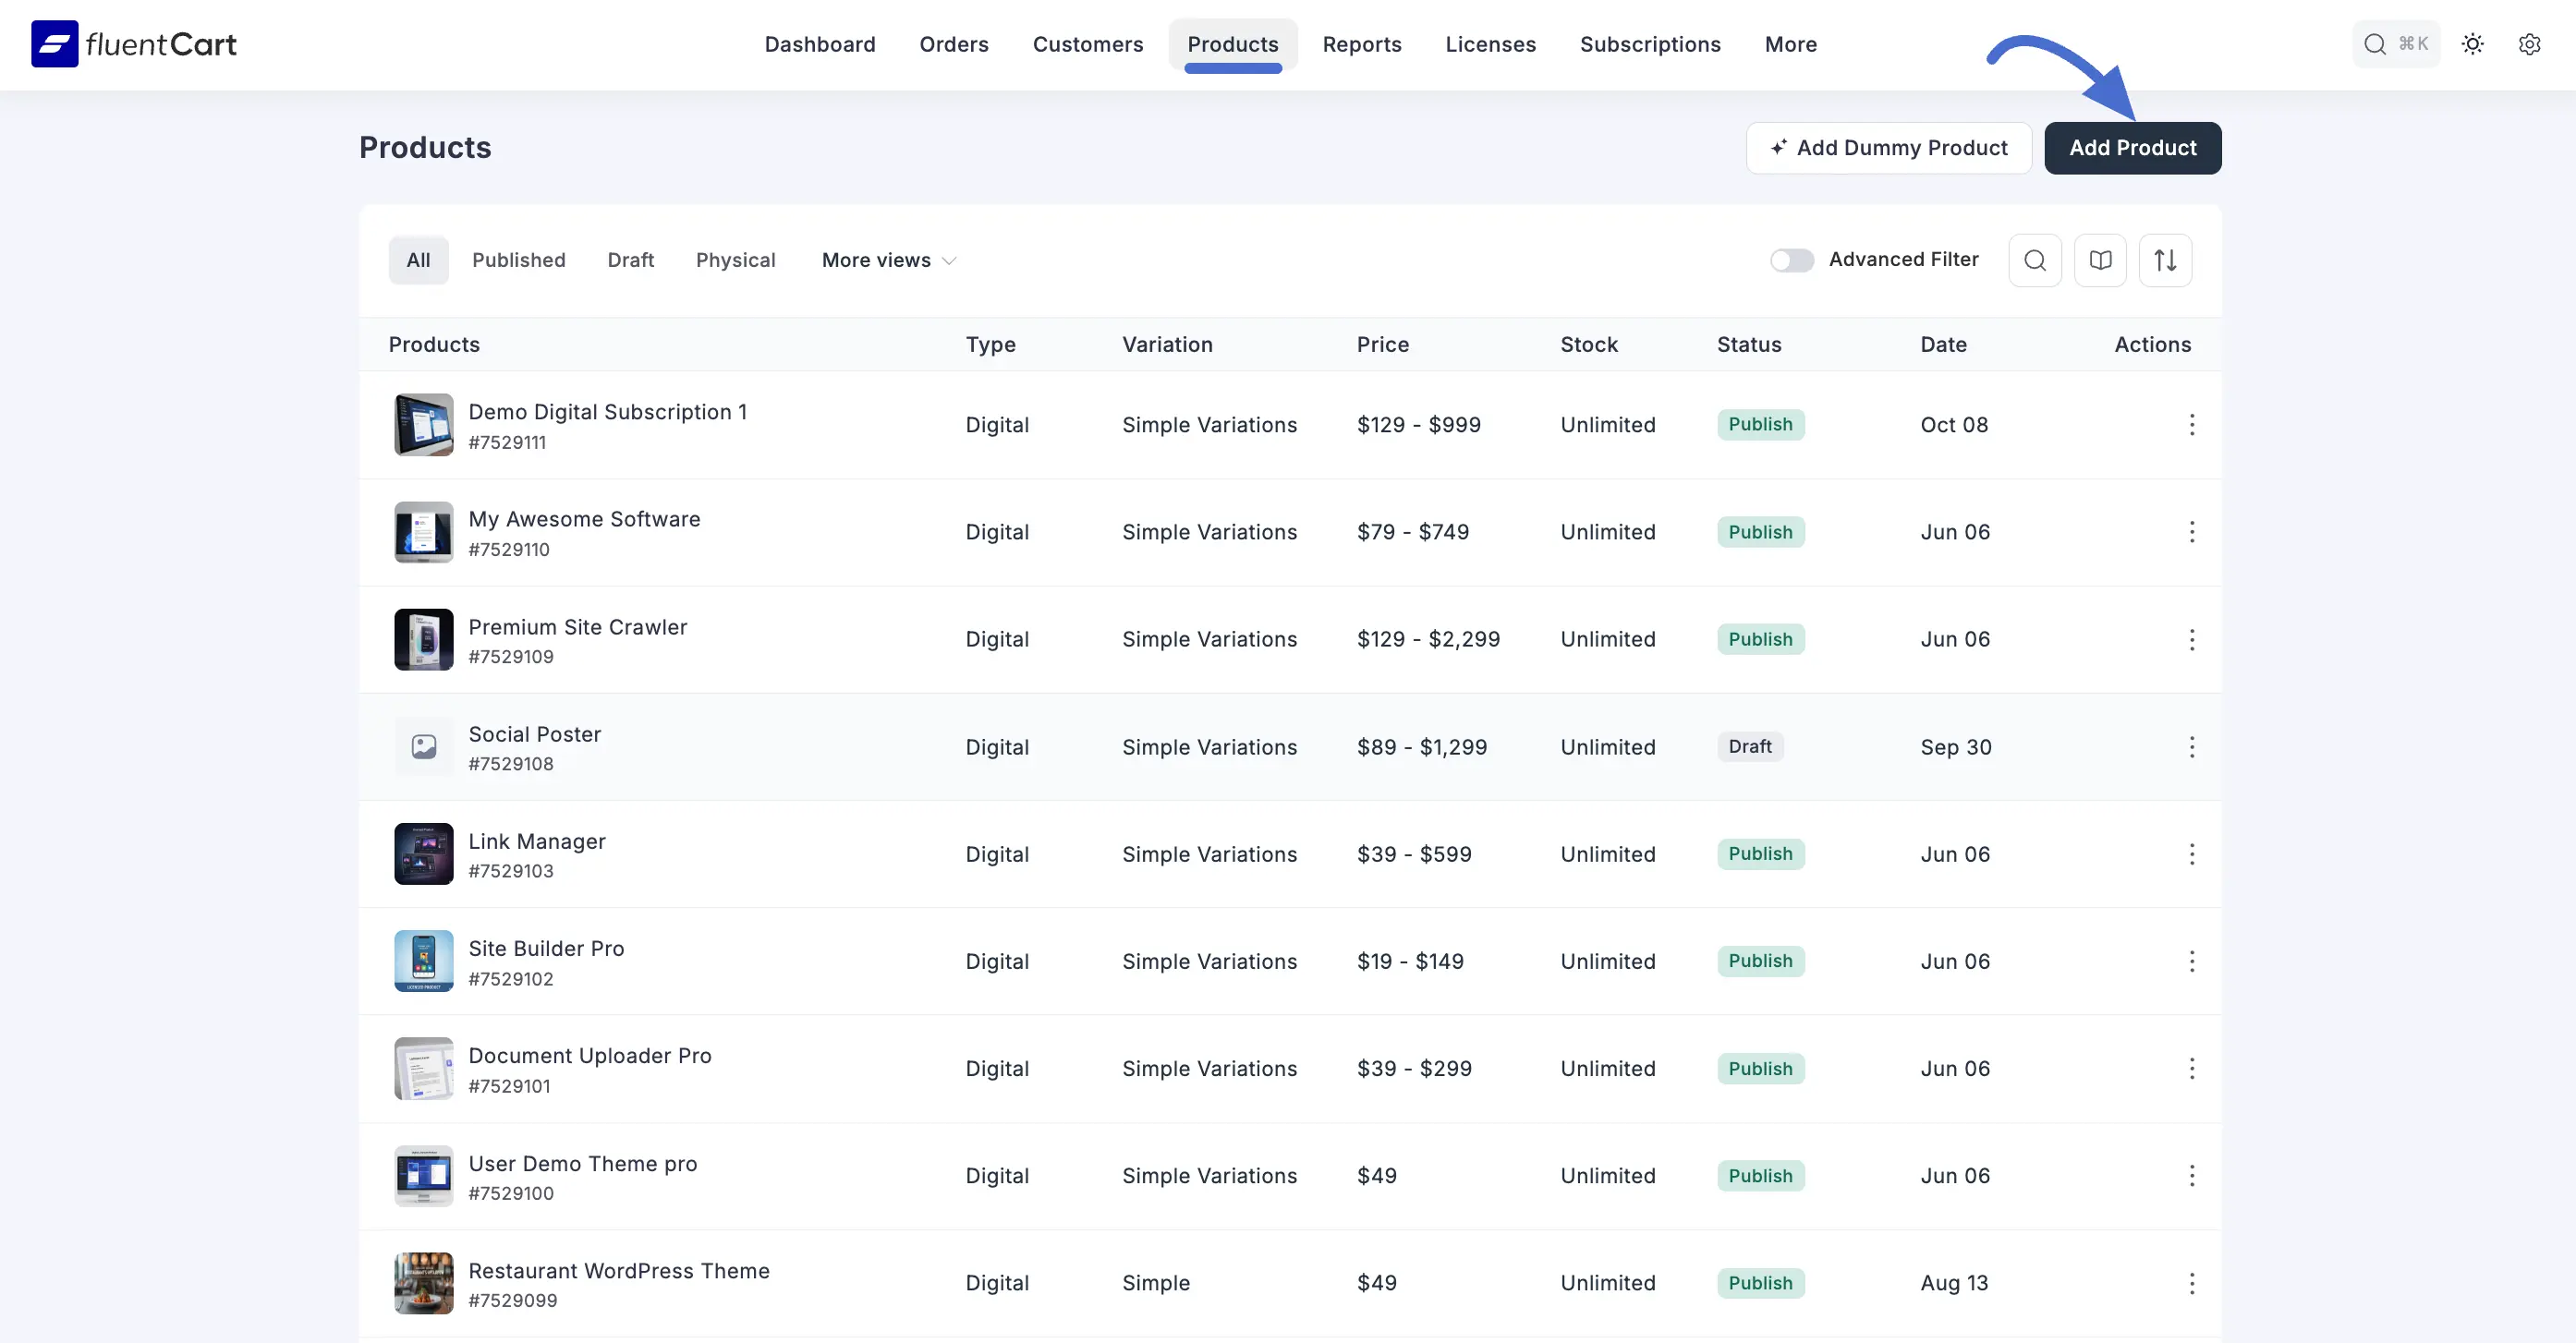 fluentCart
Dashboard Orders Customers Products Reports Licenses Subscriptions More ⌘K
Products Add Dummy Product Add Product
All Published Draft Physical More views Advanced Filter
Products Type Variation Price Stock Status Date Actions
Demo Digital Subscription 1
#7529111
Digital Simple Variations $129 - $999 Unlimited Publish Oct 08
My Awesome Software
#7529110
Digital Simple Variations $79 - $749 Unlimited Publish Jun 06
Premium Site Crawler
#7529109
Digital Simple Variations $129 - $2,299 Unlimited Publish Jun 06
Social Poster
#7529108
Digital Simple Variations $89 - $1,299 Unlimited Draft Sep 30
Link Manager
#7529103
Digital Simple Variations $39 - $599 Unlimited Publish Jun 06
Site Builder Pro
#7529102
Digital Simple Variations $19 - $149 Unlimited Publish Jun 06
Document Uploader Pro
#7529101
Digital Simple Variations $39 - $299 Unlimited Publish Jun 06
User Demo Theme pro
#7529100
Digital Simple Variations $49 Unlimited Publish Jun 06
Restaurant WordPress Theme
#7529099
Digital Simple $49 Unlimited Publish Aug 13